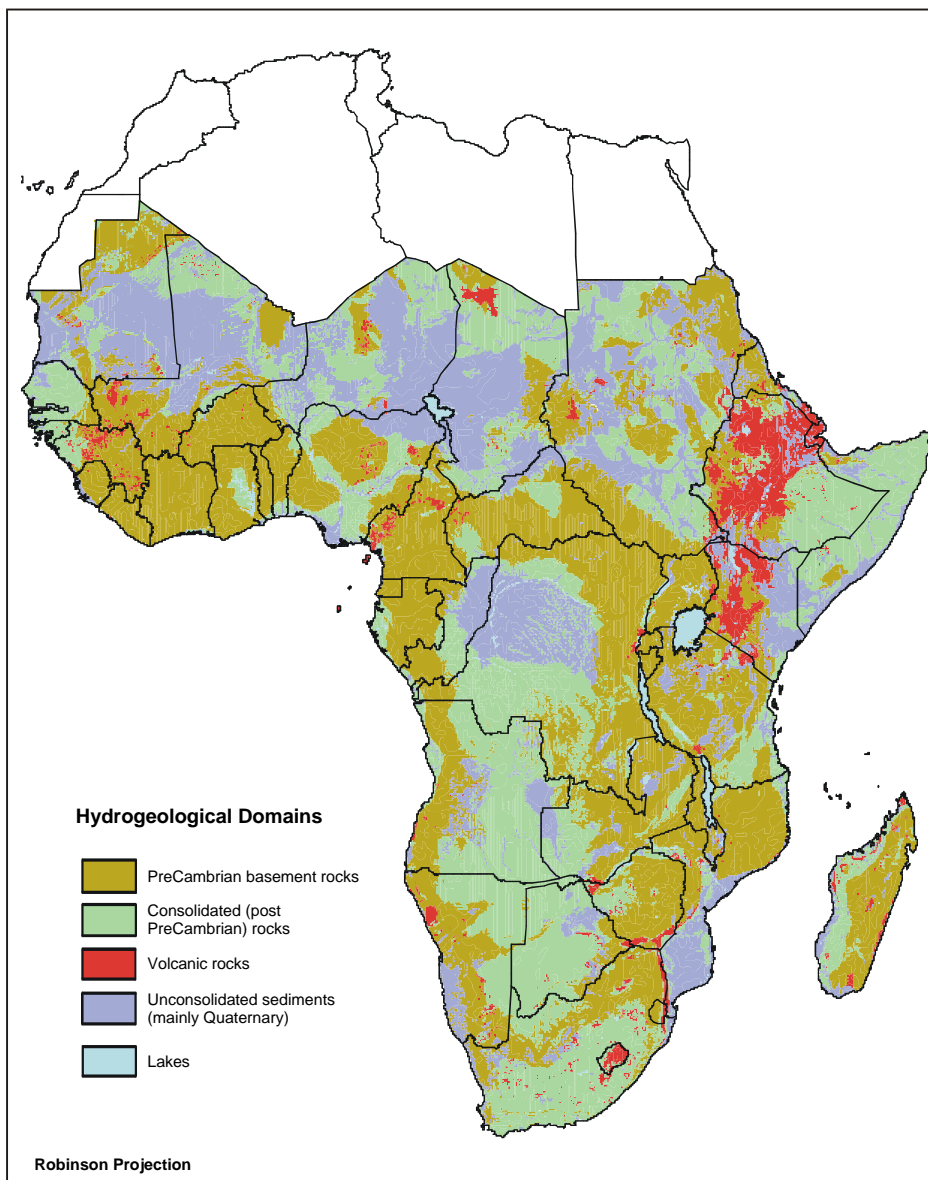 Hydrogeological Domains
PreCambrian basement rocks
Consolidated (post
PreCambrian) rocks
Volcanic rocks
Unconsolidated sediments
(mainly Quaternary)
Lakes
Robinson Projection